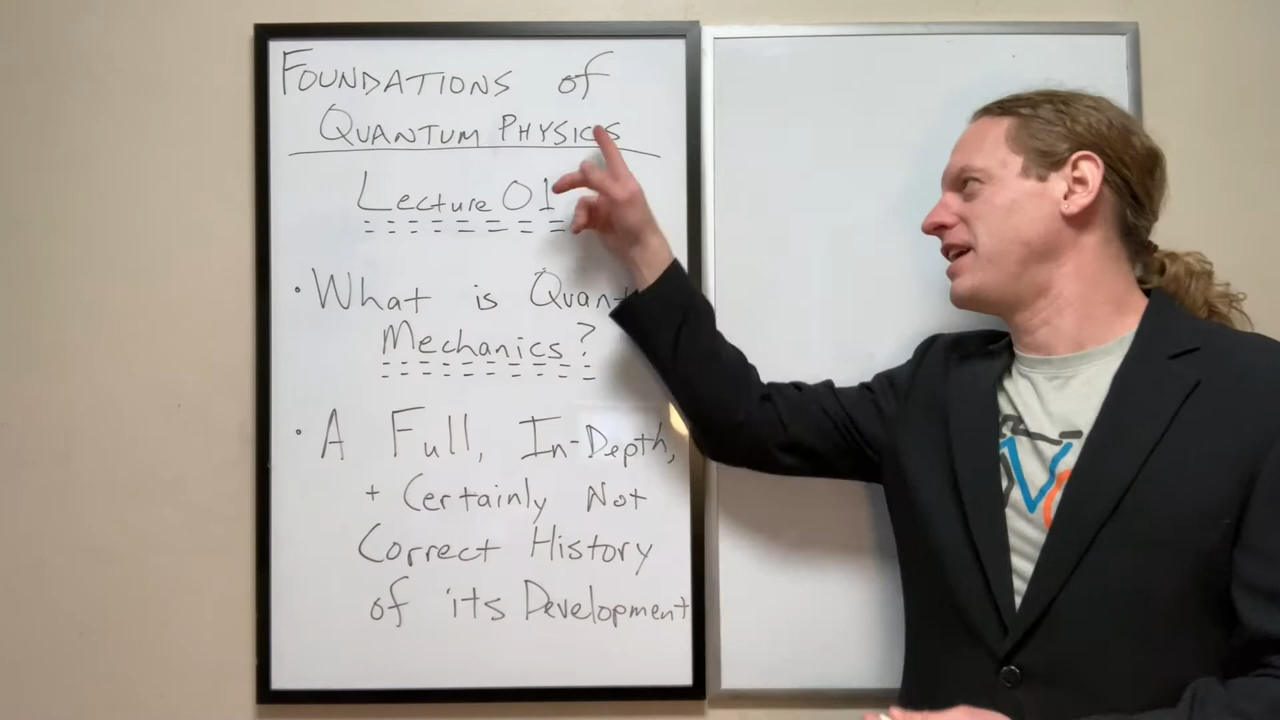 FOUNDATIONS of
QUANTUM PHYSICS
Lecture 01
• What is Quant
Mechanics?
• A Full, In-Depth,
+ Certainly Not
Correct History
of its Development